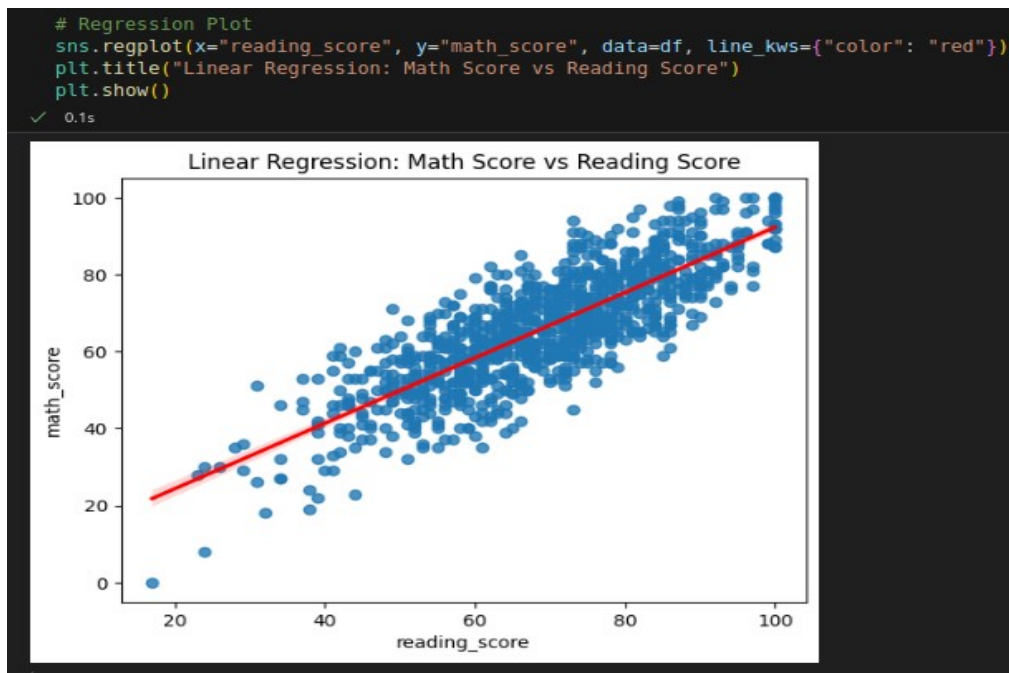 # Regression Plot
sns.regplot(x="reading_score", y="math_score", data=df, line_kws={"color": "red"})
plt.title("Linear Regression: Math Score vs Reading Score")
plt.show()
✓ 0.1s
Linear Regression: Math Score vs Reading Score
100
80
60
40
20
0
math_score
20 40 60 80 100
reading_score